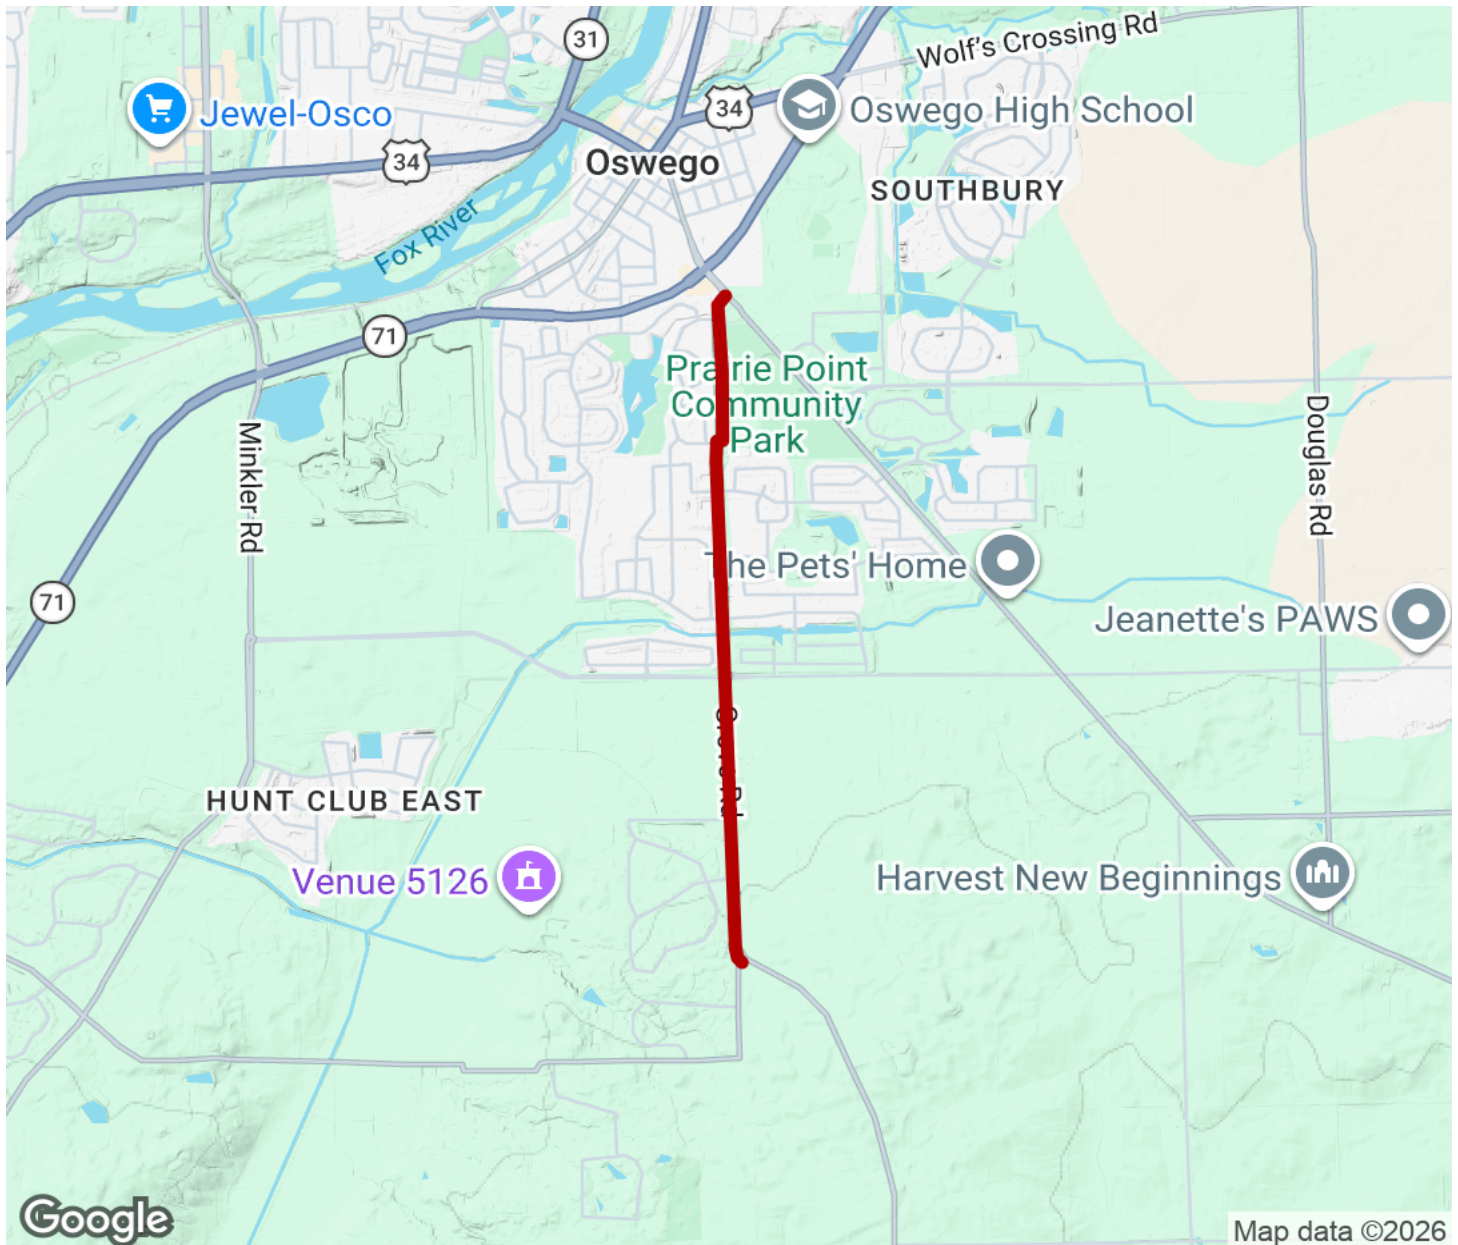 31
Wolf's Crossing Rd
Jewel-Osco
34
Oswego High School
34
Oswego
SOUTHBURY
Fox River
71
Prairie Point
Community
Park
Minkler Rd
Douglas Rd
The Pets' Home
71
Jeanette's PAWS
HUNT CLUB EAST
Venue 5126
Harvest New Beginnings
Google
Map data ©2026